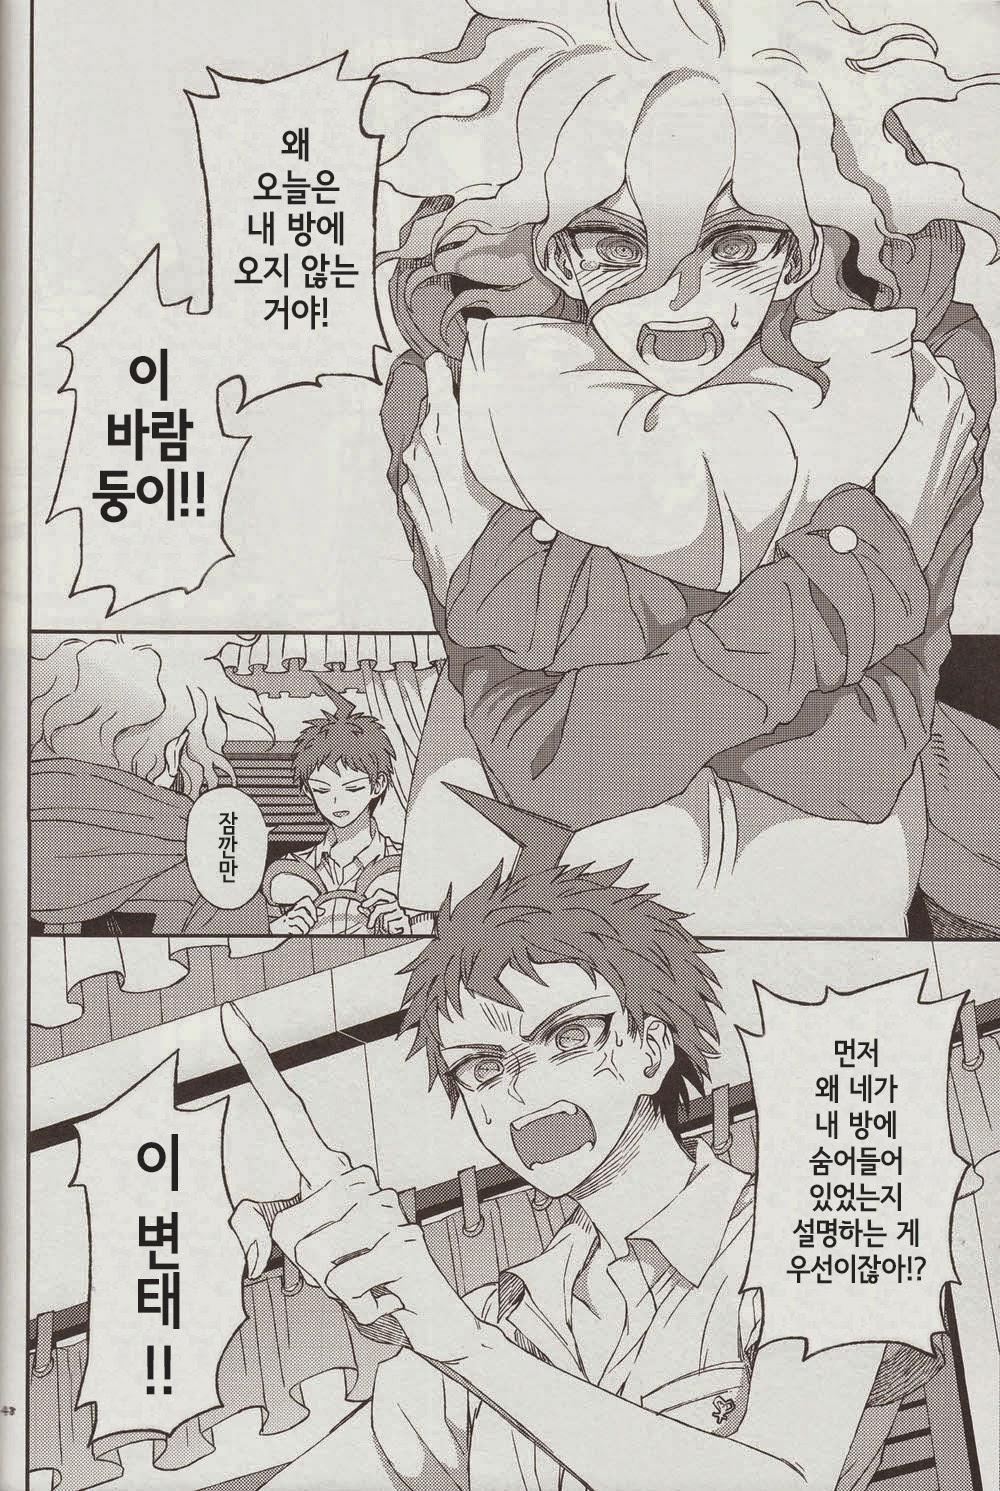 왜
오늘은
내 방에
오지 않는
거야!
이
바람
둥이!!
잠
깐
만
먼저
왜 네가
내 방에
숨어들어
있었는지
설명하는 게
우선이잖아!?
이
변
태
!!
43